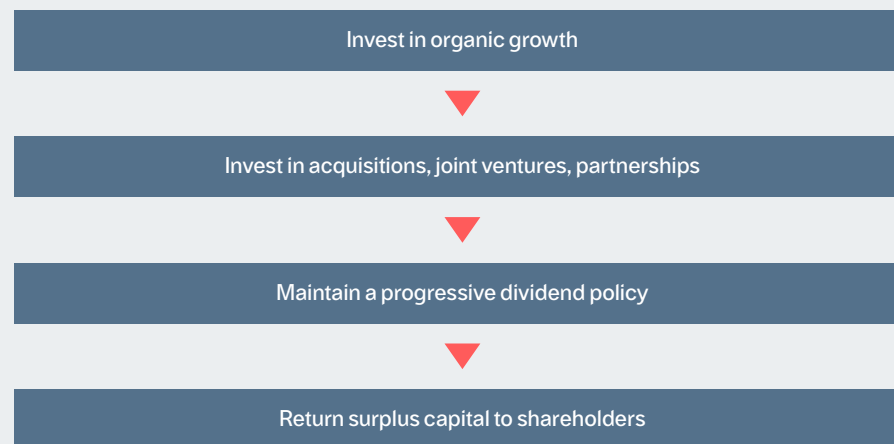 Invest in organic growth
Invest in acquisitions, joint ventures, partnerships
Maintain a progressive dividend policy
Return surplus capital to shareholders